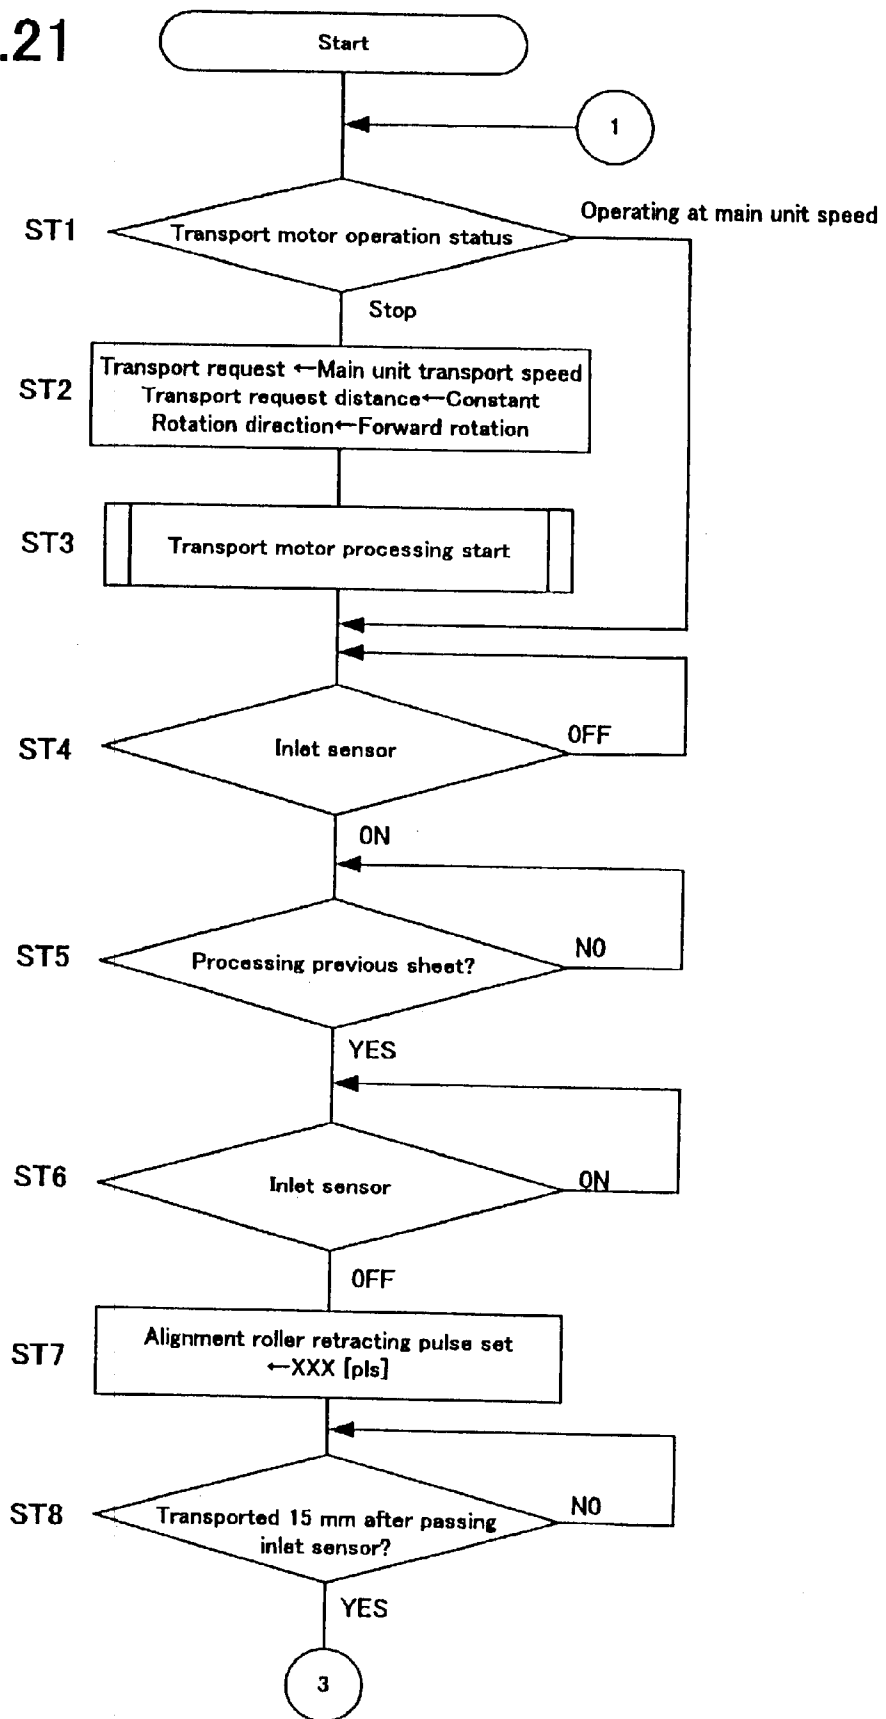 .21
Start
1
ST1
Transport motor operation status
Operating at main unit speed
Stop
ST2
Transport request ←Main unit transport speed
Transport request distance←Constant
Rotation direction←Forward rotation
ST3
Transport motor processing start
ST4
Inlet sensor
OFF
ON
ST5
Processing previous sheet?
NO
YES
ST6
Inlet sensor
ON
OFF
ST7
Alignment roller retracting pulse set
←XXX [pls]
ST8
Transported 15 mm after passing
inlet sensor?
NO
YES
3